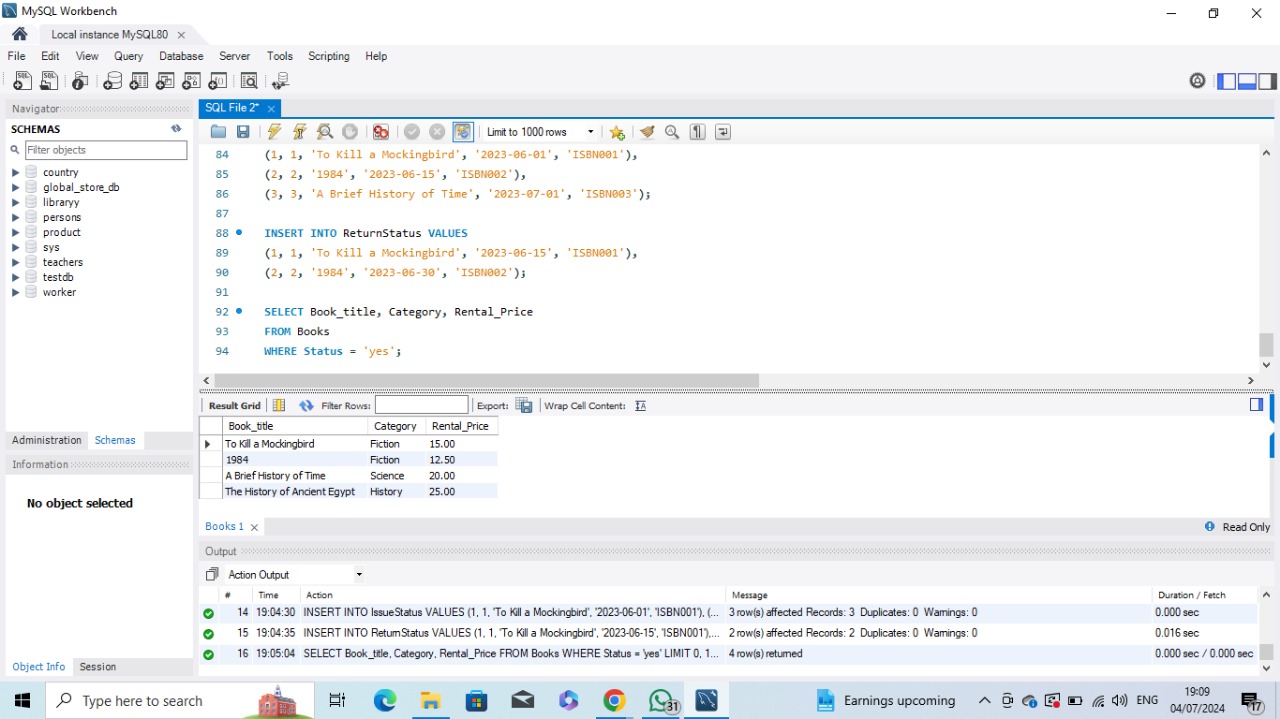 MySQL Workbench
Local instance MySQL80
File Edit View Query Database Server Tools Scripting Help
Navigator
SCHEMAS
Filter objects
country
global_store_db
libraryy
persons
product
sys
teachers
testdb
worker
Administration Schemas
Information
No object selected
Object Info Session
SQL File 2*
Limit to 1000 rows
84 (1, 1, 'To Kill a Mockingbird', '2023-06-01', 'ISBN001'),
85 (2, 2, '1984', '2023-06-15', 'ISBN002'),
86 (3, 3, 'A Brief History of Time', '2023-07-01', 'ISBN003');
87
88 INSERT INTO ReturnStatus VALUES
89 (1, 1, 'To Kill a Mockingbird', '2023-06-15', 'ISBN001'),
90 (2, 2, '1984', '2023-06-30', 'ISBN002');
91
92 SELECT Book_title, Category, Rental_Price
93 FROM Books
94 WHERE Status = 'yes';
Result Grid Filter Rows: Export: Wrap Cell Content:
Book_title Category Rental_Price
To Kill a Mockingbird Fiction 15.00
1984 Fiction 12.50
A Brief History of Time Science 20.00
The History of Ancient Egypt History 25.00
Books 1 Read Only
Output
Action Output
# Time Action Message Duration / Fetch
14 19:04:30 INSERT INTO IssueStatus VALUES (1, 1, 'To Kill a Mockingbird', '2023-06-01', 'ISBN001'), (... 3 row(s) affected Records: 3 Duplicates: 0 Warnings: 0 0.000 sec
15 19:04:35 INSERT INTO ReturnStatus VALUES (1, 1, 'To Kill a Mockingbird', '2023-06-15', 'ISBN001'),... 2 row(s) affected Records: 2 Duplicates: 0 Warnings: 0 0.016 sec
16 19:05:04 SELECT Book_title, Category, Rental_Price FROM Books WHERE Status = 'yes' LIMIT 0, 1... 4 row(s) returned 0.000 sec / 0.000 sec
Type here to search
31
Earnings upcoming
ENG
19:09
04/07/2024
17